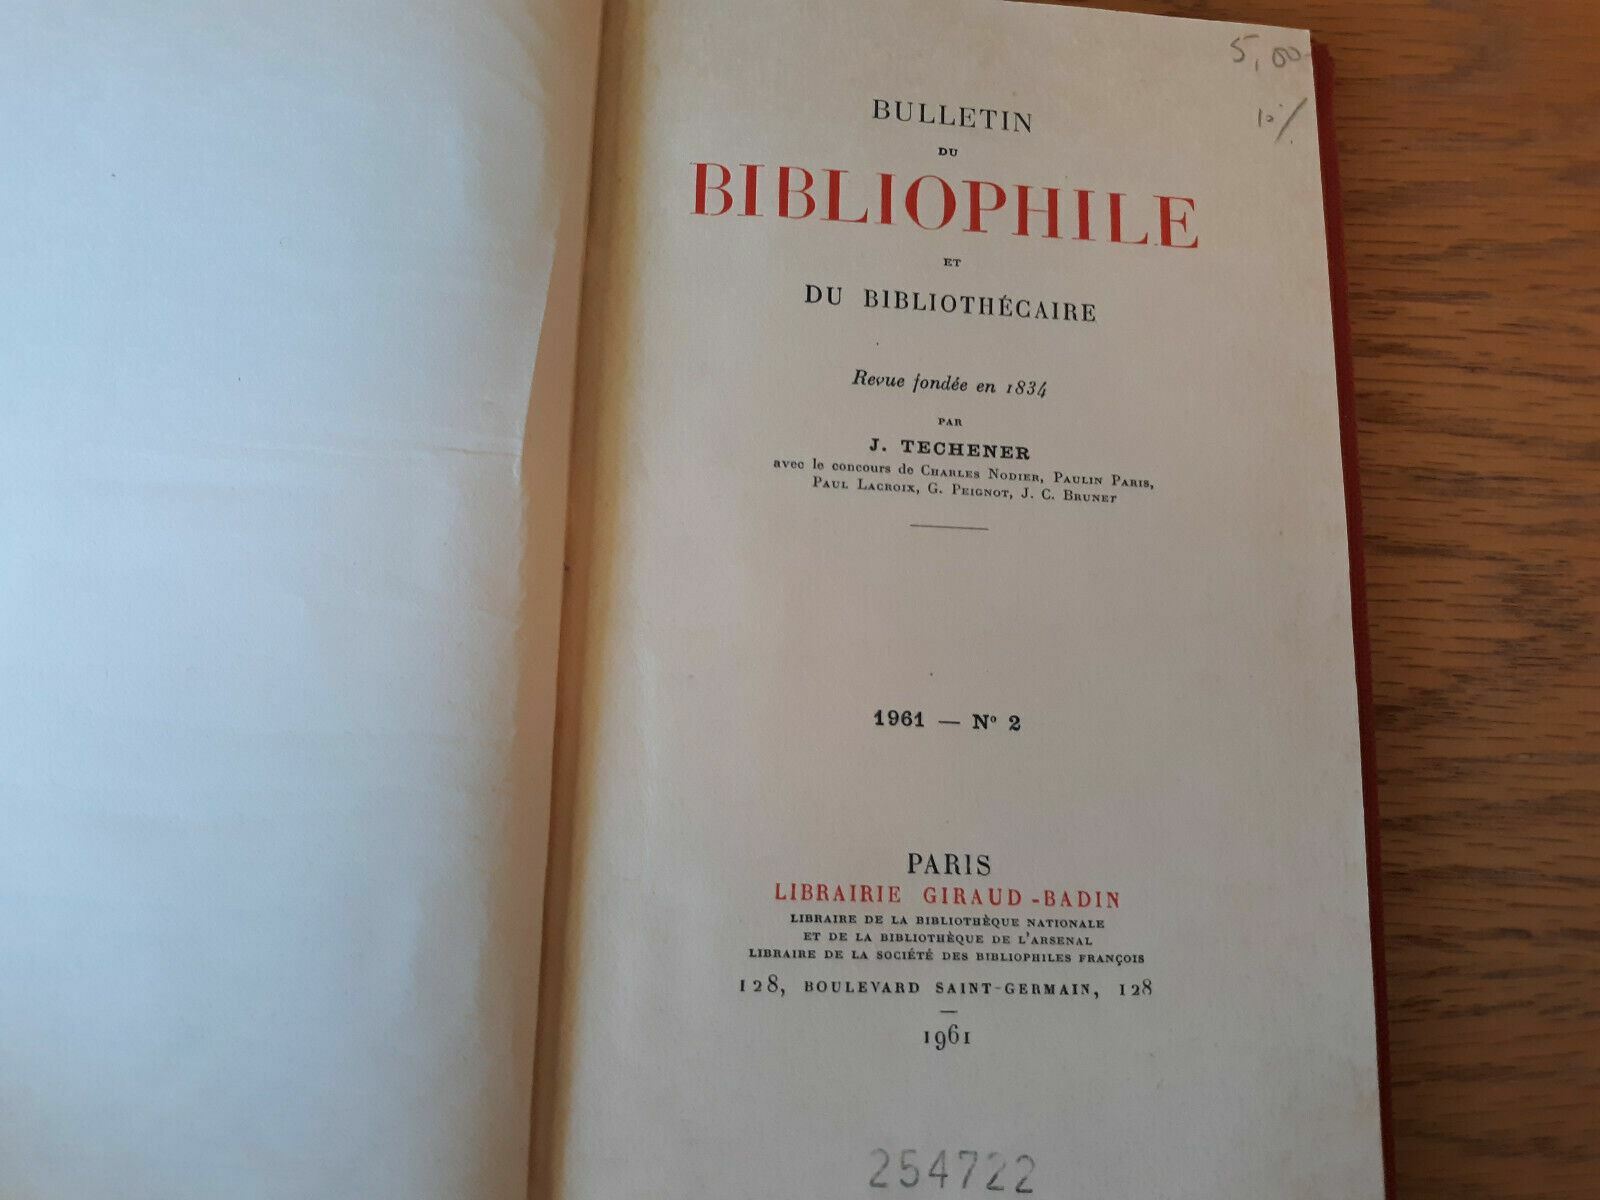 5,00
BULLETIN
DU
BIBLIOPHILE
ET
DU BIBLIOTHÉCAIRE
Revue fondée en 1834
PAR
J. TECHENER
avec le concours de CHARLES NODIER, PAULIN PARIS,
PAUL LACROIX, G. PEIGNOT, J. C. BRUNET
1961 — Nº 2
PARIS
LIBRAIRIE GIRAUD-BADIN
LIBRAIRE DE LA BIBLIOTHÈQUE NATIONALE
ET DE LA BIBLIOTHÈQUE DE L'ARSENAL
LIBRAIRE DE LA SOCIÉTÉ DES BIBLIOPHILES FRANÇOIS
128, BOULEVARD SAINT-GERMAIN, 128
1961
254722